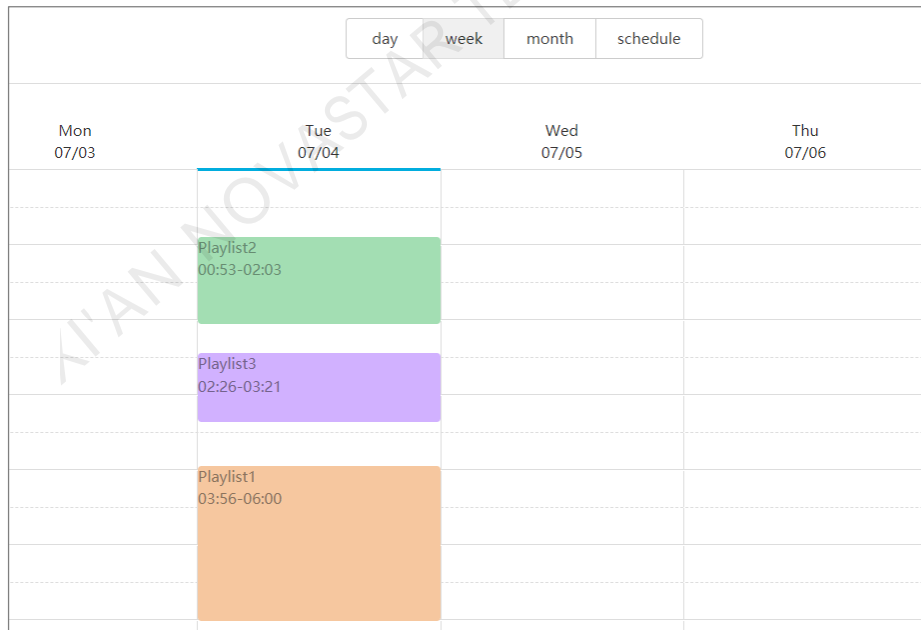 day week month schedule
Mon Tue Wed Thu
07/03 07/04 07/05 07/06
Playlist2
00:53-02:03
Playlist3
02:26-03:21
Playlist1
03:56-06:00
XI'AN NOVASTAR